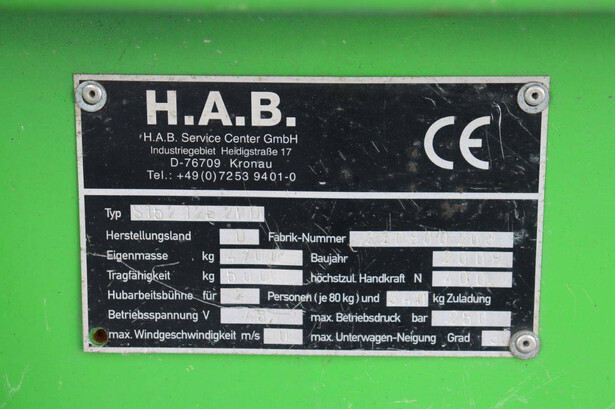 H.A.B.
H.A.B. Service Center GmbH
Industriegebiet Heidigstraße 17
D-76709 Kronau
Tel.: +49(0)7253 9401-0
CE
Typ
Herstellungsland D Fabrik-Nummer
Eigenmasse kg Baujahr
Tragfähigkeit kg höchstzul. Handkraft N
Hubarbeitsbühne für Personen (je 80 kg) und kg Zuladung
Betriebsspannung V max. Betriebsdruck bar
max. Windgeschwindigkeit m/s max. Unterwagen-Neigung Grad